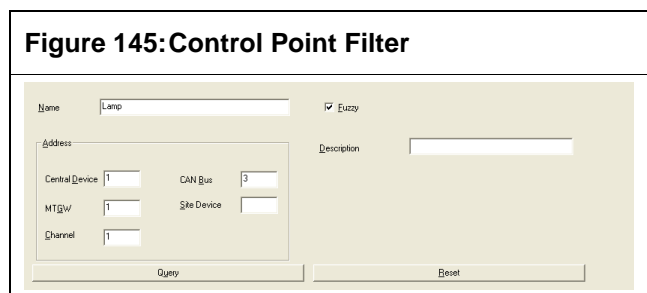 Figure 145:Control Point Filter
Name Lamp Fuzzy
Address
Description
Central Device 1 CAN Bus 3
MTGW 1 Site Device
Channel 1
Query Reset